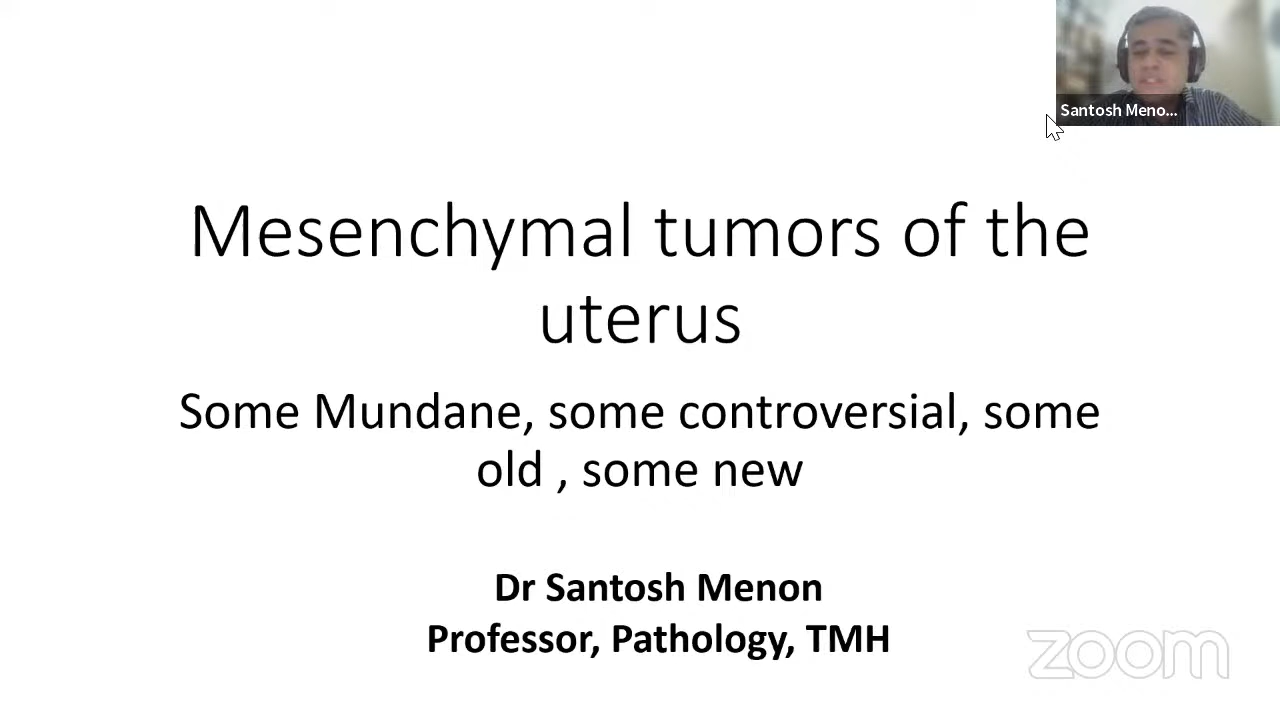 Santosh Meno...
Mesenchymal tumors of the
uterus
Some Mundane, some controversial, some
old , some new
Dr Santosh Menon
Professor, Pathology, TMH
zoom